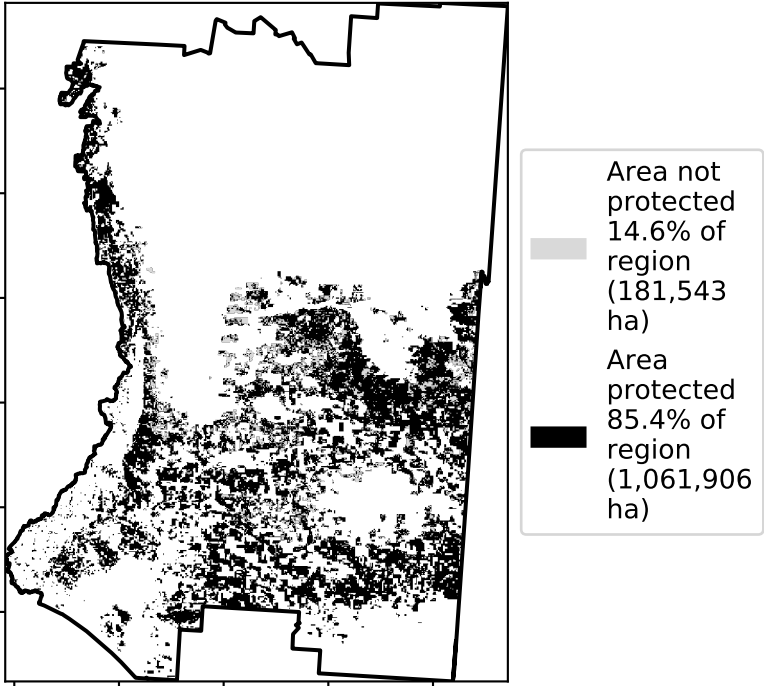 Area not
protected
14.6% of
region
(181,543
ha)
Area
protected
85.4% of
region
(1,061,906
ha)